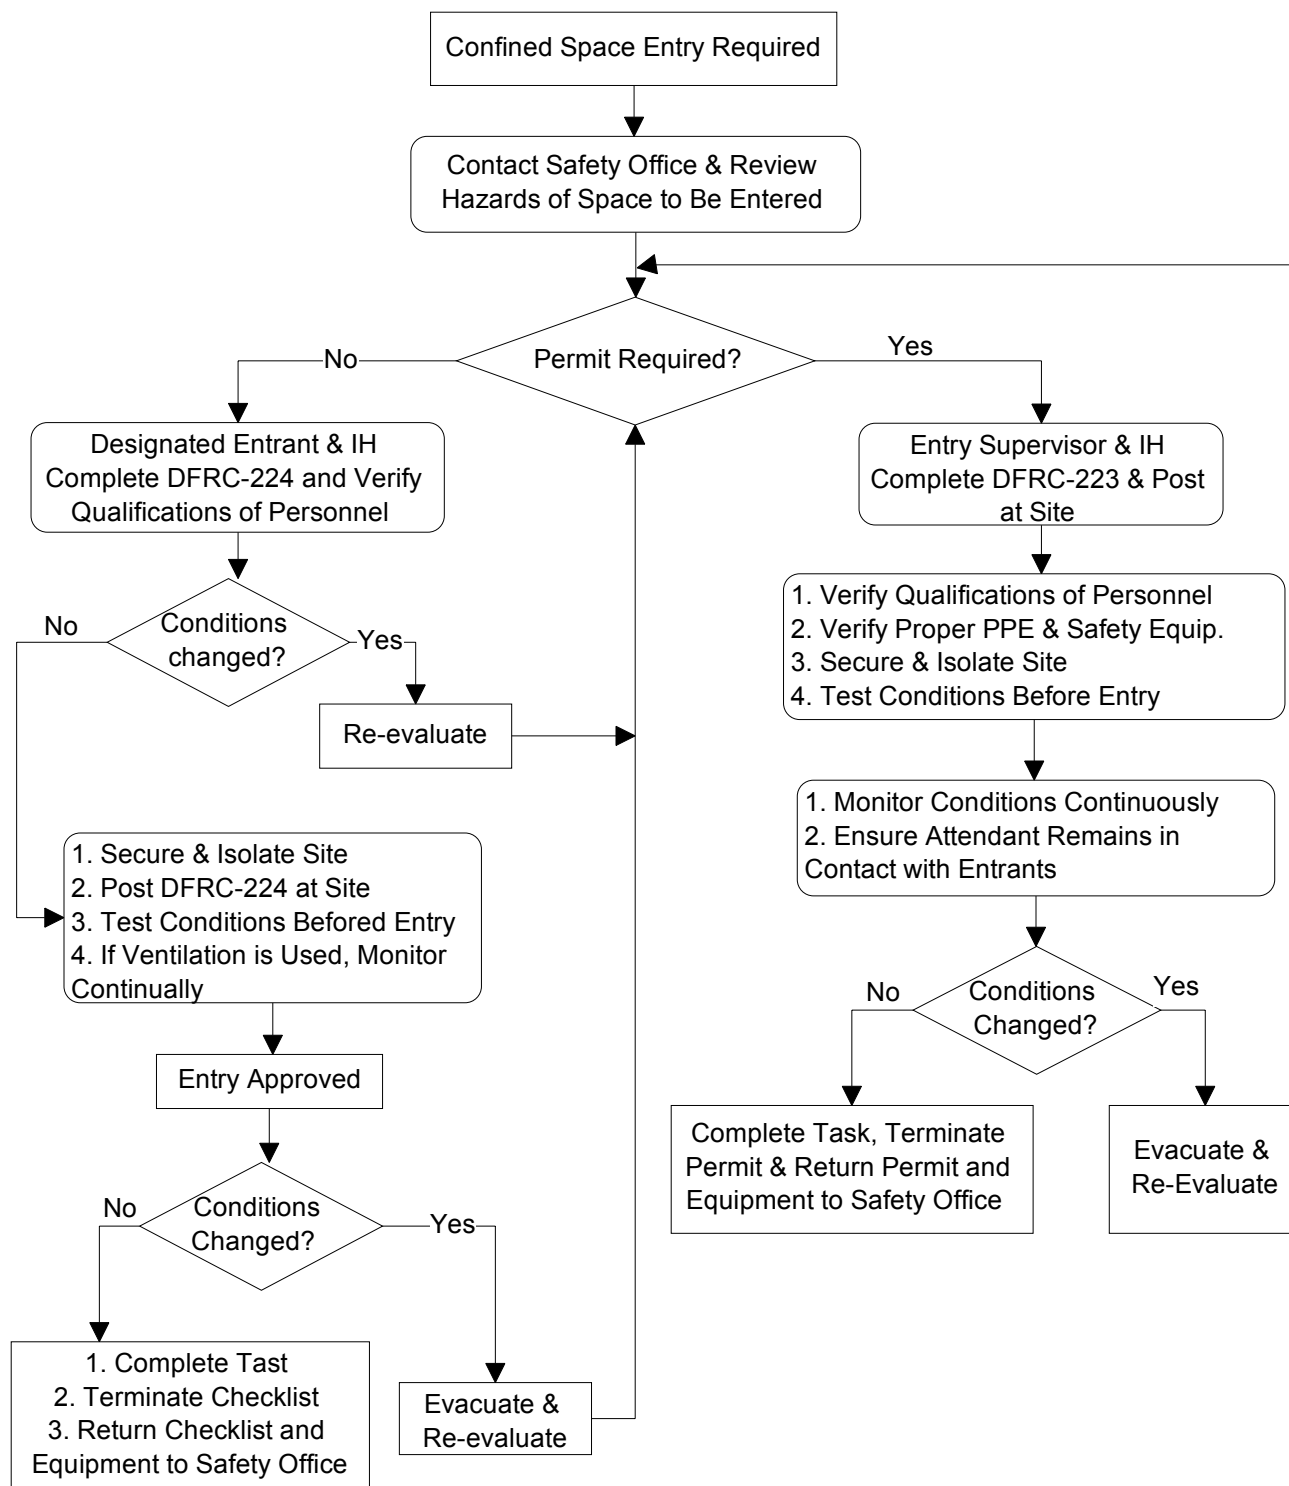 Confined Space Entry Required
Contact Safety Office & Review
Hazards of Space to Be Entered
Permit Required?
No
Yes
Designated Entrant & IH
Complete DFRC-224 and Verify
Qualifications of Personnel
Entry Supervisor & IH
Complete DFRC-223 & Post
at Site
Conditions
changed?
No
Yes
Re-evaluate
1. Verify Qualifications of Personnel
2. Verify Proper PPE & Safety Equip.
3. Secure & Isolate Site
4. Test Conditions Before Entry
1. Monitor Conditions Continuously
2. Ensure Attendant Remains in
Contact with Entrants
1. Secure & Isolate Site
2. Post DFRC-224 at Site
3. Test Conditions Befored Entry
4. If Ventilation is Used, Monitor
Continually
Conditions
Changed?
No
Yes
Entry Approved
Complete Task, Terminate
Permit & Return Permit and
Equipment to Safety Office
Evacuate &
Re-Evaluate
Conditions
Changed?
No
Yes
1. Complete Tast
2. Terminate Checklist
3. Return Checklist and
Equipment to Safety Office
Evacuate &
Re-evaluate